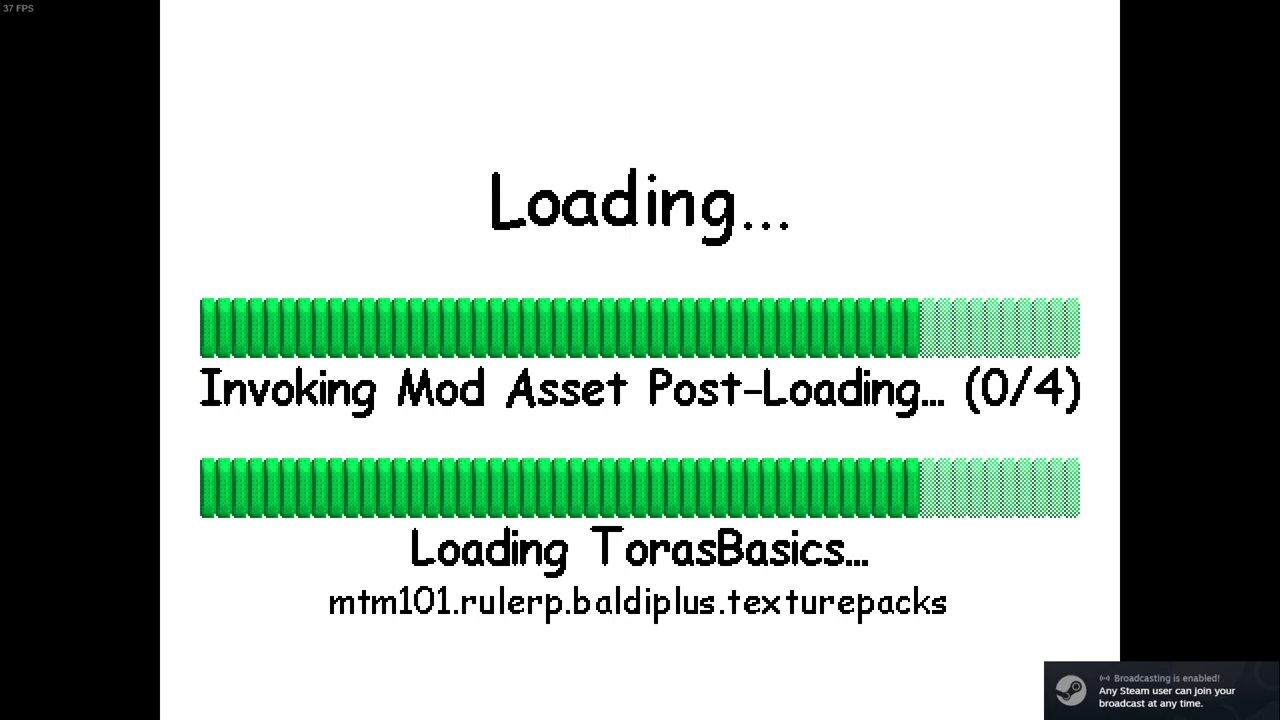 37 FPS
Loading...
Invoking Mod Asset Post-Loading... (0/4)
Loading TorasBasics...
mtm101.rulerp.baldiplus.texturepacks
Broadcasting is enabled!
Any Steam user can join your
broadcast at any time.